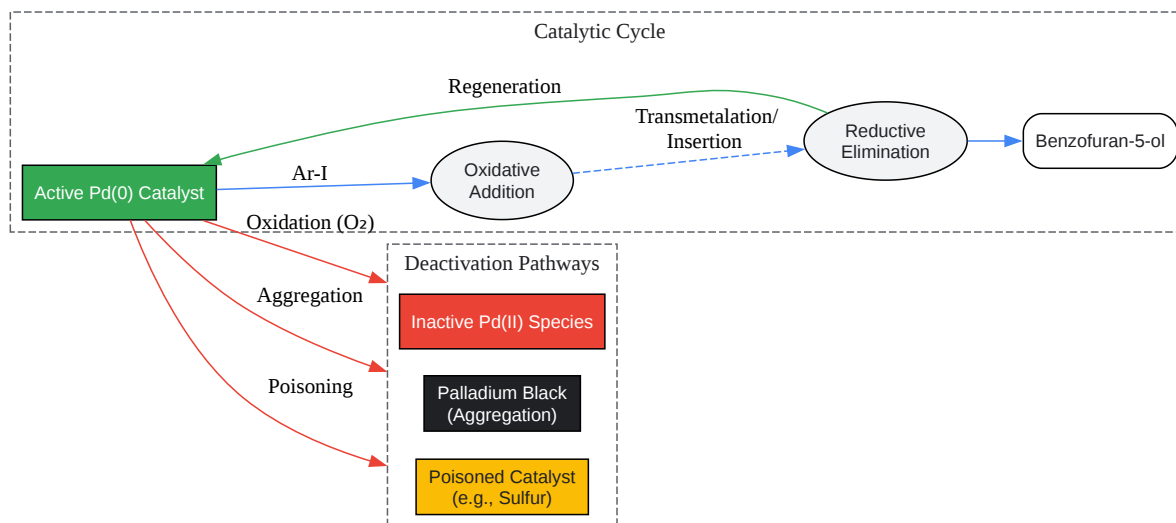 Catalytic Cycle
Regeneration
Transmetalation/
Insertion
Reductive
Elimination
Benzofuran-5-ol
Ar-I
Oxidative
Addition
Active Pd(0) Catalyst
Oxidation (O₂)
Deactivation Pathways
Aggregation
Inactive Pd(II) Species
Poisoning
Palladium Black
(Aggregation)
Poisoned Catalyst
(e.g., Sulfur)